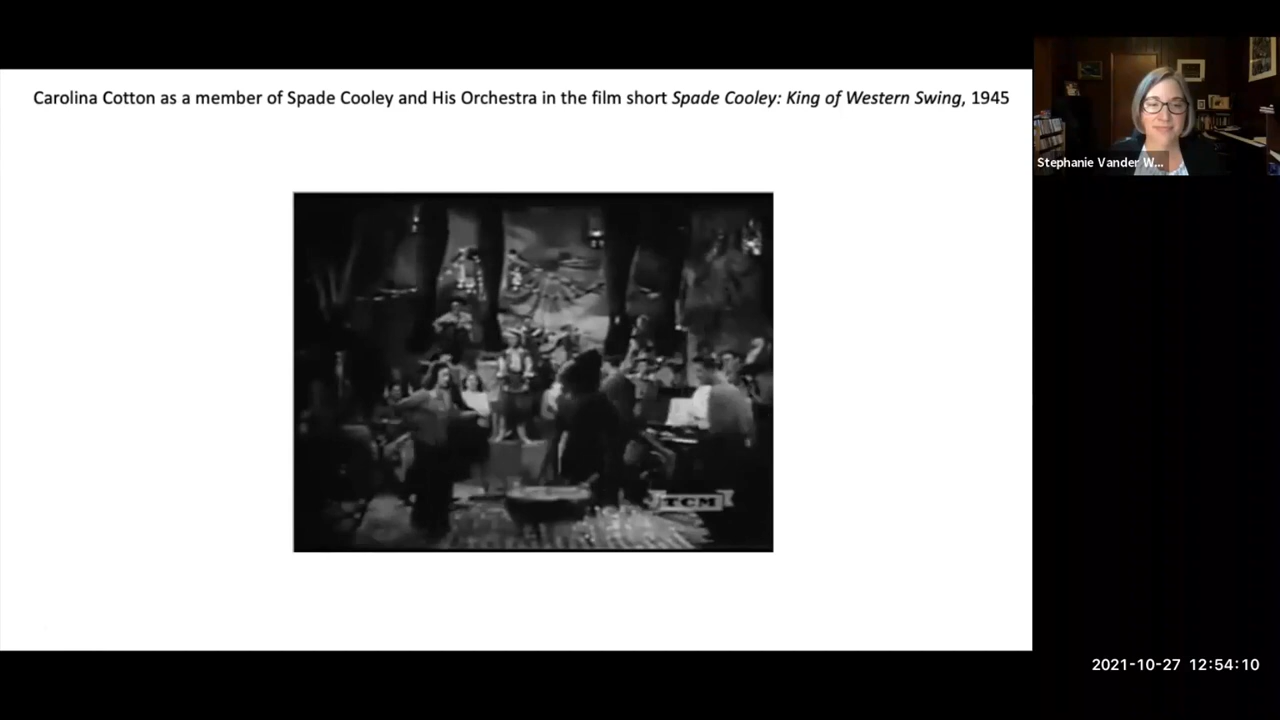 Carolina Cotton as a member of Spade Cooley and His Orchestra in the film short Spade Cooley: King of Western Swing, 1945
Stephanie Vander W...
TCM
2021-10-27 12:54:10